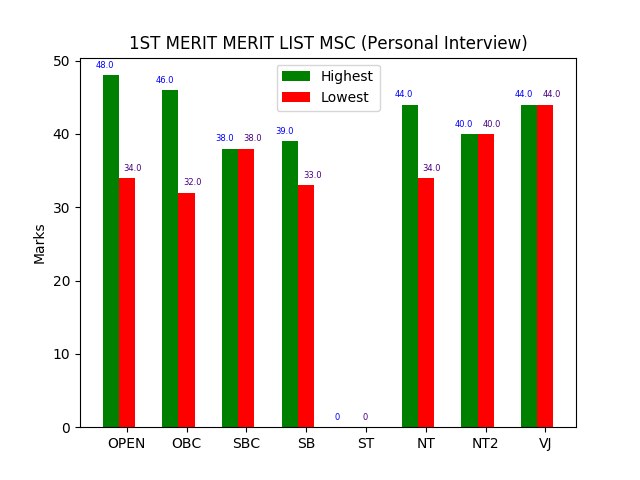 1ST MERIT MERIT LIST MSC (Personal Interview)
Marks
50
40
30
20
10
0
Highest
Lowest
48.0
34.0
46.0
32.0
38.0
38.0
39.0
33.0
0
0
44.0
34.0
40.0
40.0
44.0
44.0
OPEN
OBC
SBC
SB
ST
NT
NT2
VJ